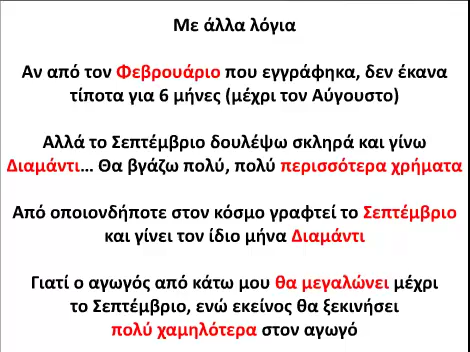 Με άλλα λόγια
Αν από τον Φεβρουάριο που εγγράφηκα, δεν έκανα
τίποτα για 6 μήνες (μέχρι τον Αύγουστο)
Αλλά το Σεπτέμβριο δουλέψω σκληρά και γίνω
Διαμάντι... Θα βγάζω πολύ, πολύ περισσότερα χρήματα
Από οποιονδήποτε στον κόσμο γραφτεί το Σεπτέμβριο
και γίνει τον ίδιο μήνα Διαμάντι
Γιατί ο αγωγός από κάτω μου θα μεγαλώνει μέχρι
το Σεπτέμβριο, ενώ εκείνος θα ξεκινήσει
πολύ χαμηλότερα στον αγωγό